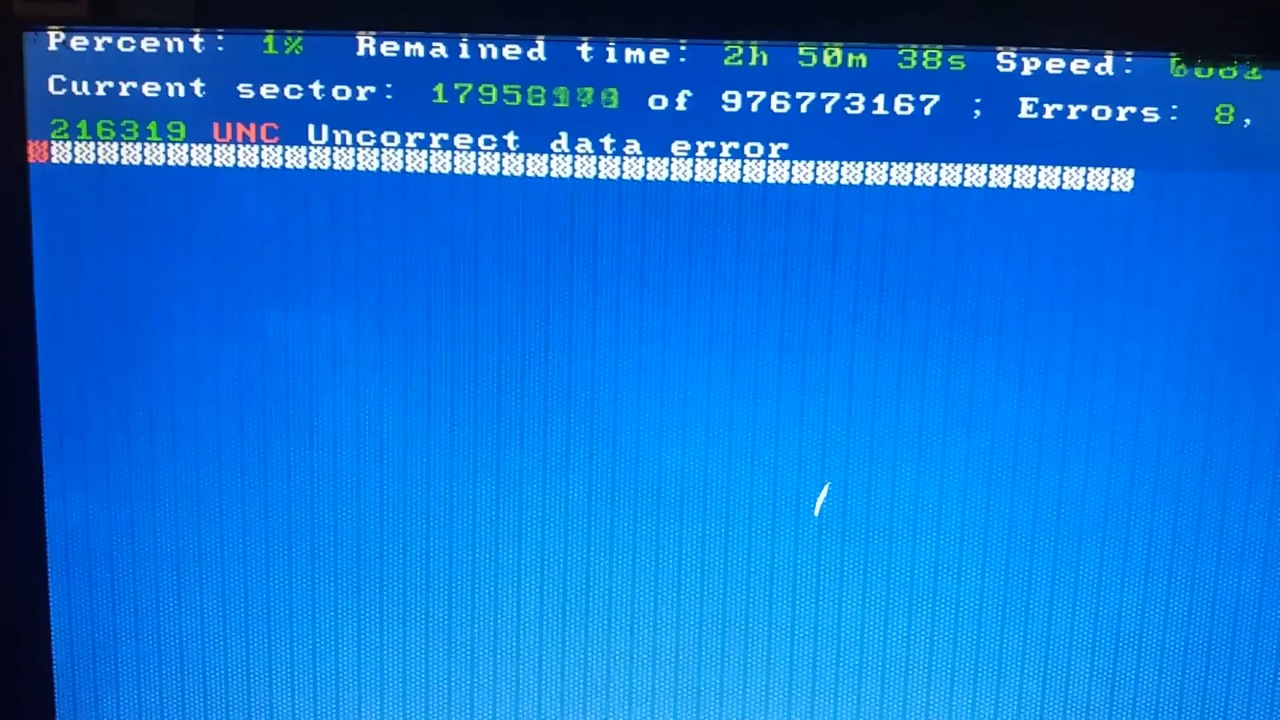 Percent: 1% Remained time: 2h 50m 38s Speed:
Current sector: of 976773167 ; Errors: 8,
216319 UNC Uncorrect data error